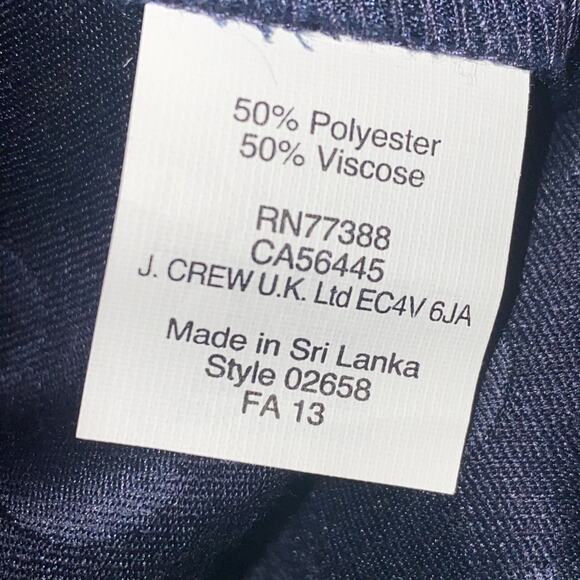 50% Polyester
50% Viscose
RN77388
CA56445
J. CREW U.K. Ltd EC4V 6JA
Made in Sri Lanka
Style 02658
FA 13